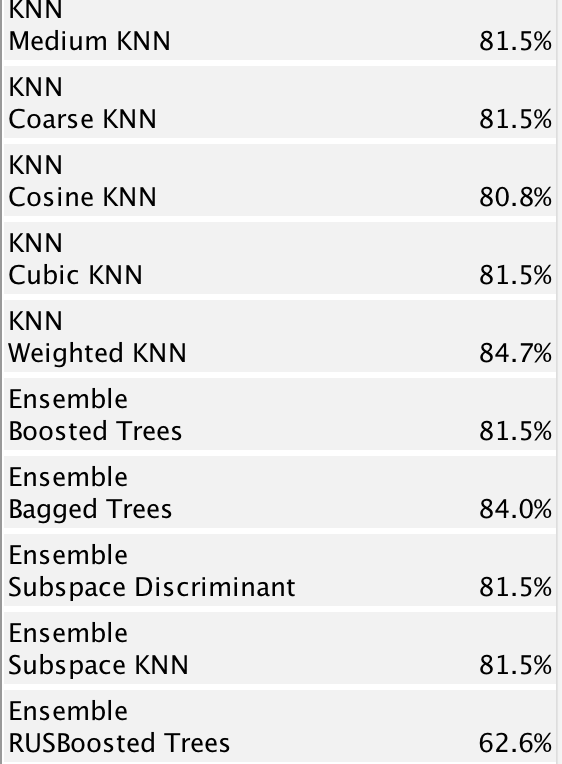 KNN
Medium KNN 81.5%
KNN
Coarse KNN 81.5%
KNN
Cosine KNN 80.8%
KNN
Cubic KNN 81.5%
KNN
Weighted KNN 84.7%
Ensemble
Boosted Trees 81.5%
Ensemble
Bagged Trees 84.0%
Ensemble
Subspace Discriminant 81.5%
Ensemble
Subspace KNN 81.5%
Ensemble
RUSBoosted Trees 62.6%